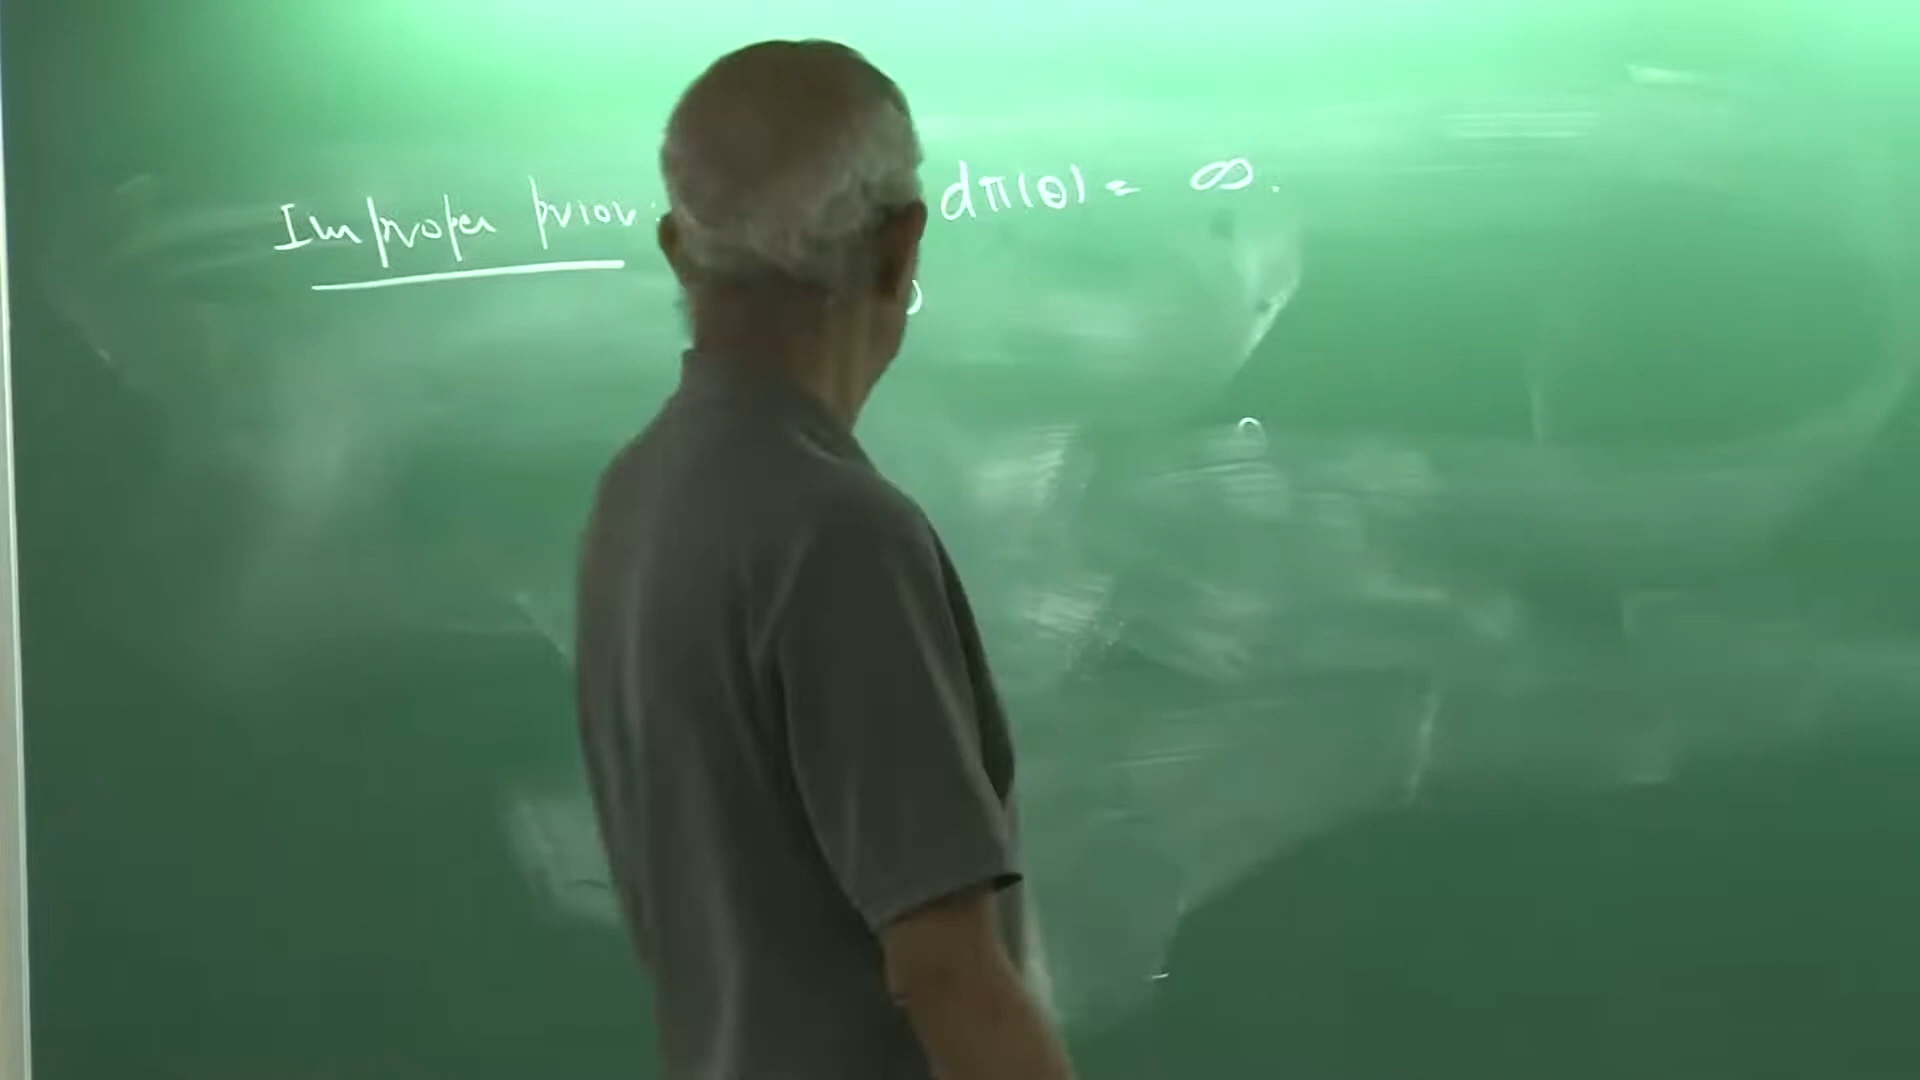 Improper prior: dπ(θ) = ∞.